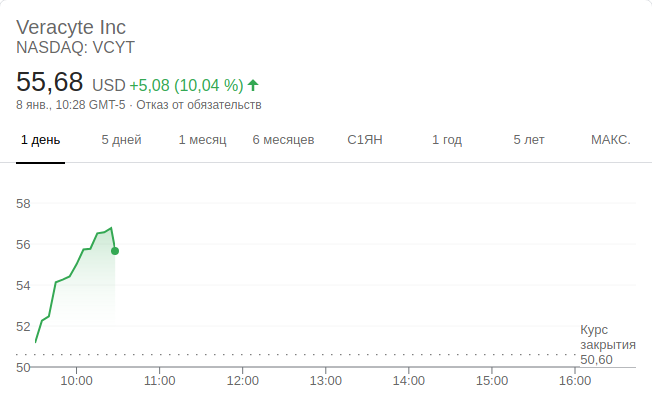 Veracyte Inc
NASDAQ: VCYT
55,68 USD +5,08 (10,04 %)
8 янв., 10:28 GMT-5 · Отказ от обязательств
1 день 5 дней 1 месяц 6 месяцев С1ЯН 1 год 5 лет МАКС.
58
56
54
52
Курс
закрытия
50,60
50
10:00 11:00 12:00 13:00 14:00 15:00 16:00